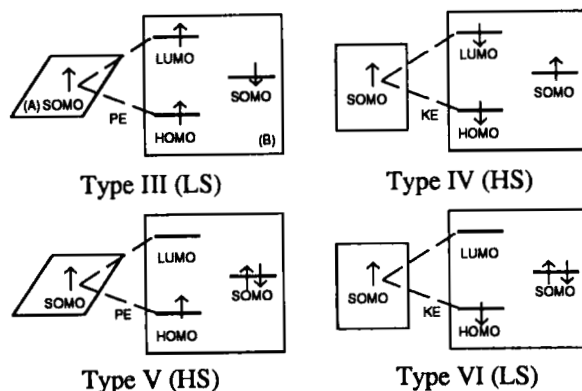 LUMO
(A) SOMO
SOMO
PE
HOMO
(B)
Type III (LS)
LUMO
SOMO
SOMO
KE
HOMO
Type IV (HS)
LUMO
SOMO
SOMO
PE
HOMO
Type V (HS)
LUMO
SOMO
SOMO
KE
HOMO
Type VI (LS)